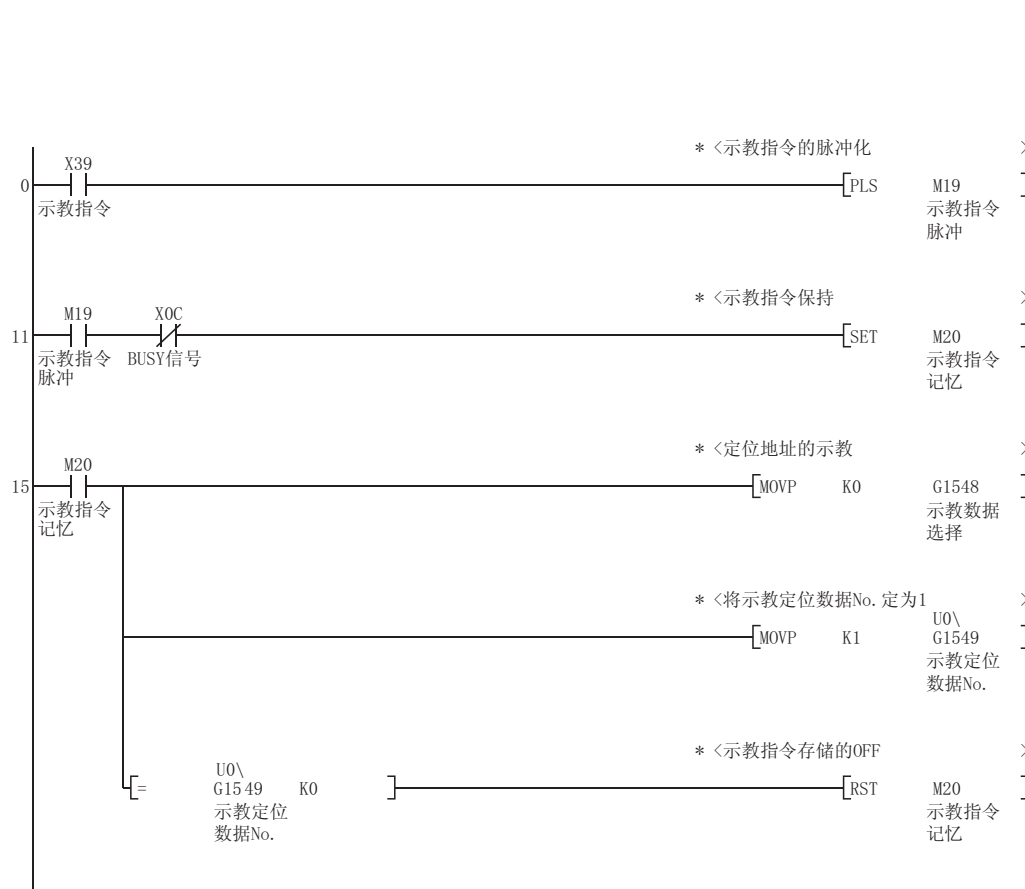 * <示教指令的脉冲化 >
X39
0 PLS M19
示教指令 示教指令
脉冲
* <示教指令保持 >
M19 X0C
11 SET M20
示教指令 BUSY信号 示教指令
脉冲 记忆
* <定位地址的示教 >
M20
15 MOVP K0 G1548
示教指令 示教数据
记忆 选择
* <将示教定位数据No.定为1 >
U0\
MOVP K1 G1549
示教定位
数据No.
* <示教指令存储的OFF >
U0\
= G1549 K0 RST M20
示教定位 示教指令
数据No. 记忆